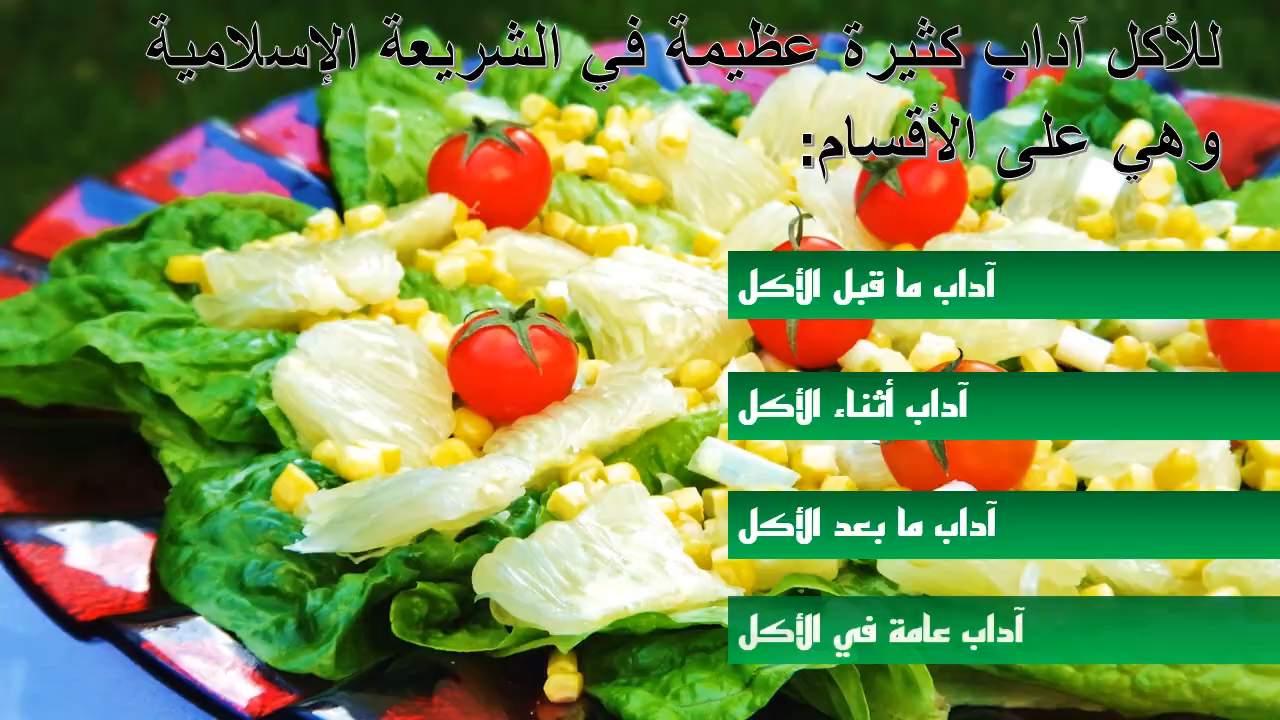 للأكل آداب كثيرة عظيمة في الشريعة الإسلامية
وهي على الأقسام:
آداب ما قبل الأكل
آداب أثناء الأكل
آداب ما بعد الأكل
آداب عامة في الأكل